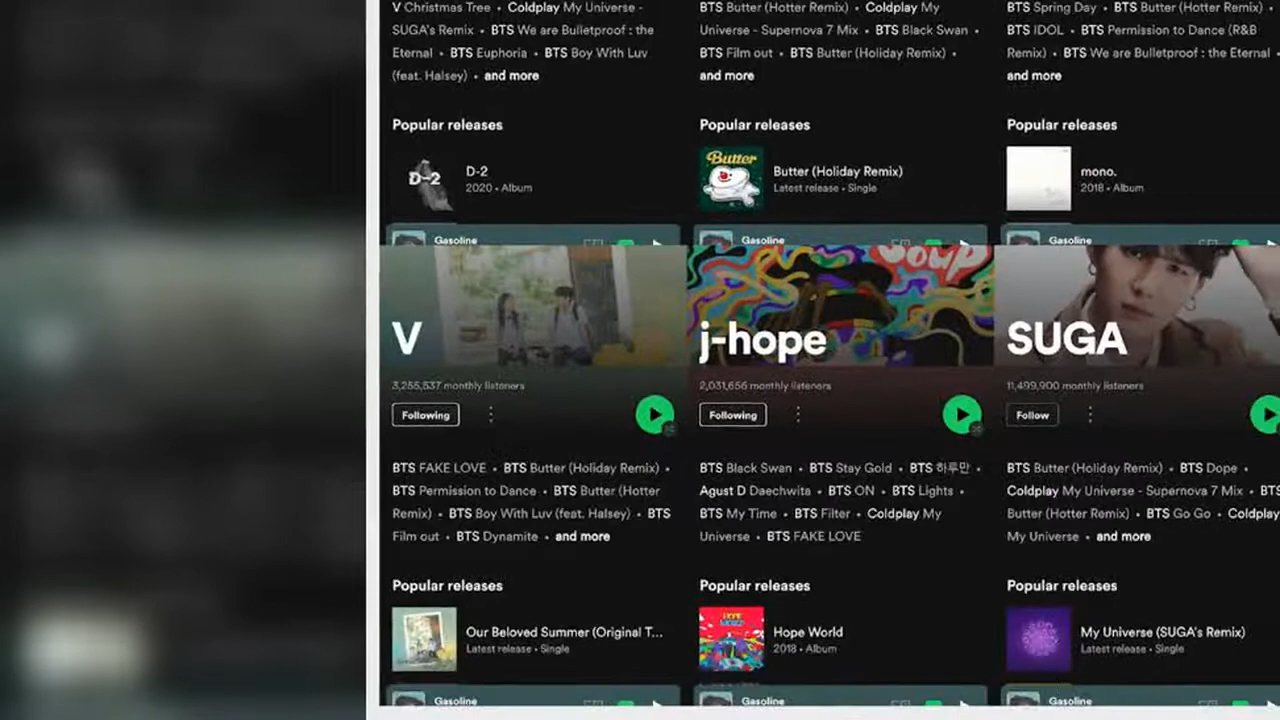 V Christmas Tree • Coldplay My Universe -
SUGA's Remix • BTS We are Bulletproof : the
Eternal • BTS Euphoria • BTS Boy With Luv
(feat. Halsey) • and more
Popular releases
D-2
D-2
2020 • Album
Gasoline
BTS Butter (Hotter Remix) • Coldplay My
Universe - Supernova 7 Mix • BTS Black Swan •
BTS Film out • BTS Butter (Holiday Remix) •
and more
Popular releases
Butter
Butter (Holiday Remix)
Latest release • Single
Gasoline
BTS Spring Day • BTS Butter (Hotter Remix) •
BTS IDOL • BTS Permission to Dance (R&B
Remix) • BTS We are Bulletproof : the Eternal
and more
Popular releases
mono.
2018 • Album
Gasoline
V
3,255,537 monthly listeners
Following
BTS FAKE LOVE • BTS Butter (Holiday Remix) •
BTS Permission to Dance • BTS Butter (Hotter
Remix) • BTS Boy With Luv (feat. Halsey) • BTS
Film out • BTS Dynamite • and more
Popular releases
Our Beloved Summer (Original T...
Latest release • Single
Gasoline
Soup
j-hope
2,031,656 monthly listeners
Following
BTS Black Swan • BTS Stay Gold • BTS 하루만 •
Agust D Daechwita • BTS ON • BTS Lights •
BTS My Time • BTS Filter • Coldplay My
Universe • BTS FAKE LOVE
Popular releases
HOPE WORLD
Hope World
2018 • Album
Gasoline
SUGA
11,499,900 monthly listeners
Follow
BTS Butter (Holiday Remix) • BTS Dope •
Coldplay My Universe - Supernova 7 Mix • BTS
Butter (Hotter Remix) • BTS Go Go • Coldplay
My Universe • and more
Popular releases
My Universe (SUGA's Remix)
Latest release • Single
Gasoline